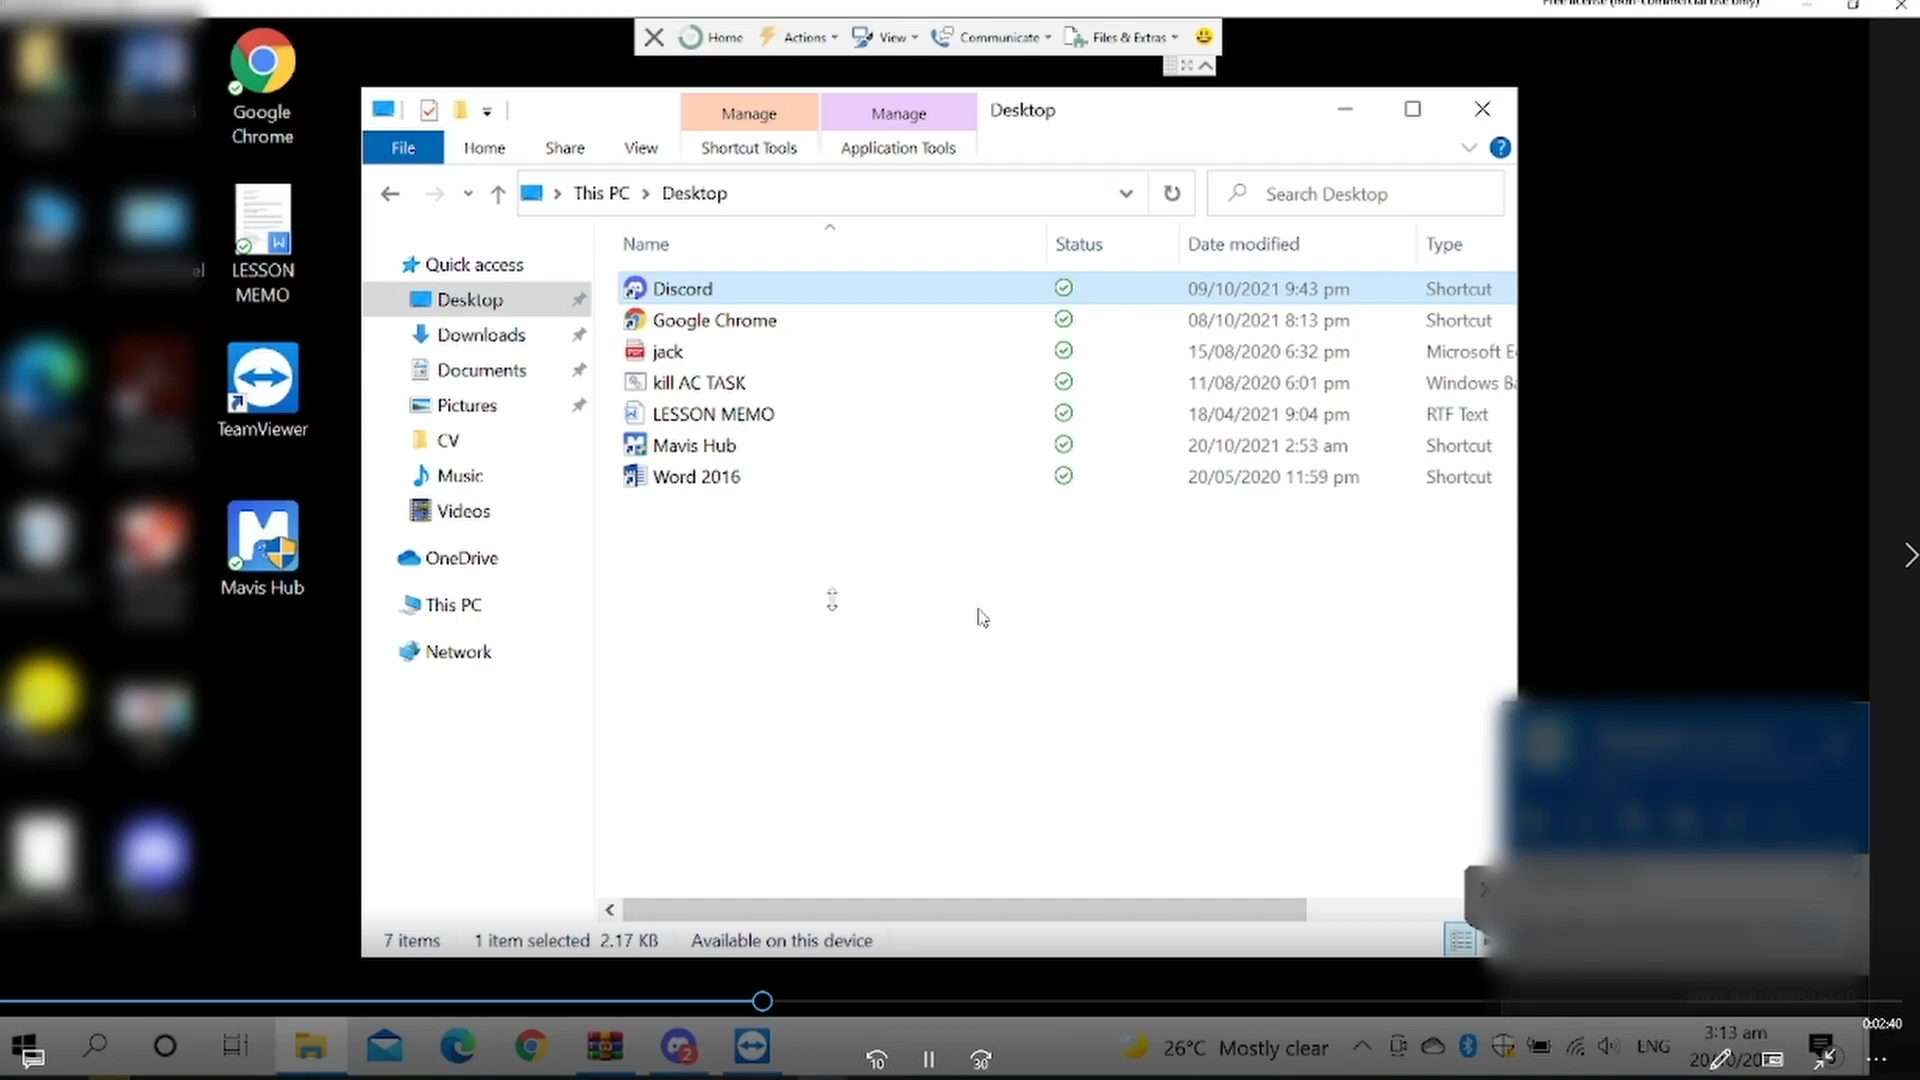 Home Actions View Communicate Files & Extras
Google
Chrome
LESSON
MEMO
TeamViewer
Mavis Hub
Manage Manage Desktop
File Home Share View Shortcut Tools Application Tools
This PC Desktop Search Desktop
Name Status Date modified Type
Quick access
Desktop
Downloads
Documents
Pictures
CV
Music
Videos
OneDrive
This PC
Network
Discord 09/10/2021 9:43 pm Shortcut
Google Chrome 08/10/2021 8:13 pm Shortcut
jack 15/08/2020 6:32 pm Microsoft E
kill AC TASK 11/08/2020 6:01 pm Windows Ba
LESSON MEMO 18/04/2021 9:04 pm RTF Text
Mavis Hub 20/10/2021 2:53 am Shortcut
Word 2016 20/05/2020 11:59 pm Shortcut
7 items 1 item selected 2.17 KB Available on this device
0:02:40
26°C Mostly clear ENG 3:13 am
10 30